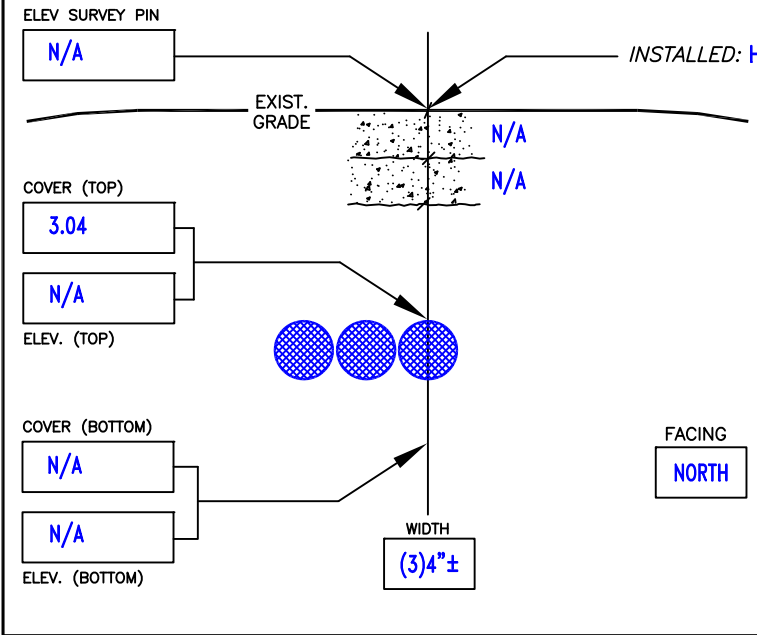 ELEV SURVEY PIN
N/A
INSTALLED:
EXIST.
GRADE
N/A
N/A
COVER (TOP)
3.04
N/A
ELEV. (TOP)
COVER (BOTTOM)
N/A
N/A
ELEV. (BOTTOM)
FACING
NORTH
WIDTH
(3)4"±